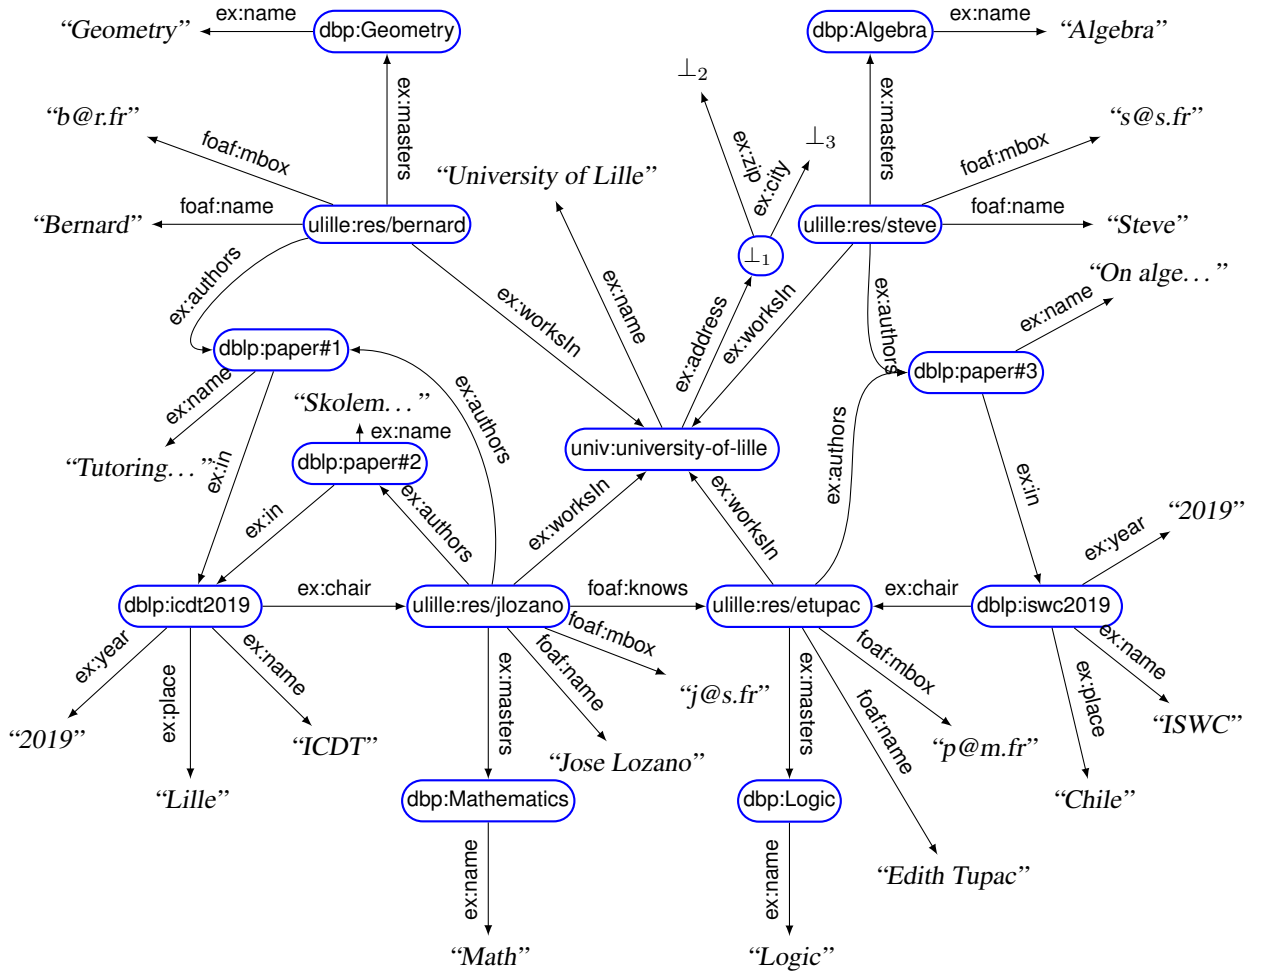 “Geometry”
ex:name
dbp:Geometry
dbp:Algebra
ex:name
“Algebra”
⊥2
ex:masters
ex:masters
“b@r.fr”
foaf:mbox
ex:zip
ex:city
⊥3
foaf:mbox
“s@s.fr”
“University of Lille”
“Bernard”
foaf:name
ulille:res/bernard
ulille:res/steve
foaf:name
“Steve”
⊥1
ex:authors
ex:worksIn
ex:name
ex:address
ex:worksIn
ex:authors
ex:name
“On alge...”
dblp:paper#1
dblp:paper#3
ex:name
“Skolem...”
ex:name
ex:authors
“Tutoring...”
ex:in
dblp:paper#2
univ:university-of-lille
ex:authors
ex:in
ex:authors
ex:in
ex:worksIn
ex:worksIn
ex:year
“2019”
dblp:icdt2019
ex:chair
ulille:res/jlozano
foaf:knows
ulille:res/etupac
ex:chair
dblp:iswc2019
ex:year
ex:place
ex:name
ex:masters
foaf:name
foaf:mbox
ex:masters
foaf:name
foaf:mbox
ex:place
ex:name
“2019”
“ICDT”
“j@s.fr”
“Jose Lozano”
“p@m.fr”
“ISWC”
“Lille”
dbp:Mathematics
dbp:Logic
“Chile”
ex:name
ex:name
“Edith Tupac”
“Math”
“Logic”